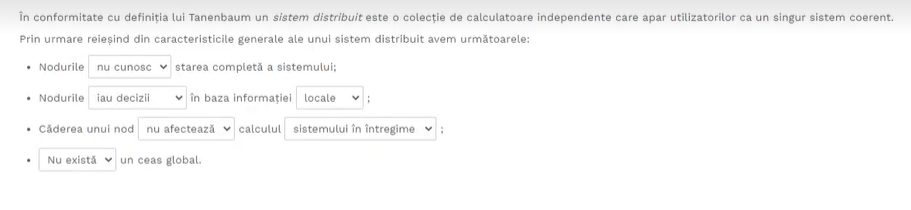 În conformitate cu definiția lui Tanenbaum un sistem distribuit este o colecție de calculatoare independente care apar utilizatorilor ca un singur sistem coerent.
Prin urmare reieșind din caracteristicile generale ale unui sistem distribuit avem următoarele:
• Nodurile nu cunosc starea completă a sistemului;
• Nodurile iau decizii în baza informației locale ;
• Căderea unui nod nu afectează calculul sistemului în întregime ;
• Nu există un ceas global.